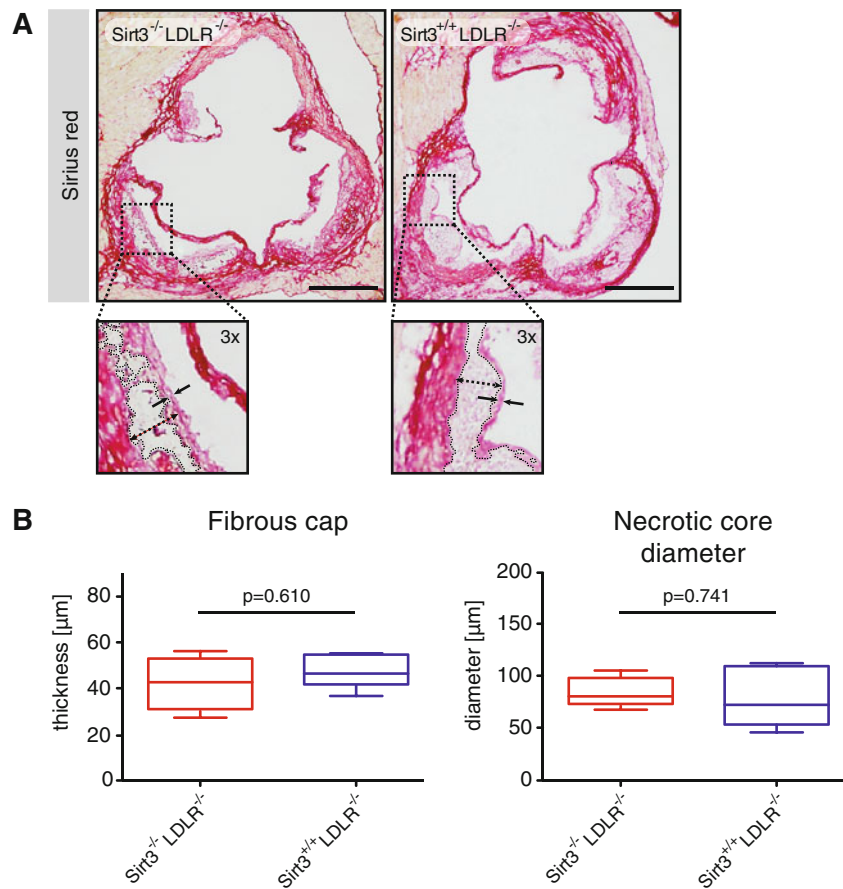 A
Sirius red
Sirt3⁻/⁻LDLR⁻/⁻
Sirt3⁺/⁺LDLR⁻/⁻
3x
3x
B
Fibrous cap
thickness [µm]
80
60
40
20
0
p=0.610
Sirt3⁻/⁻ LDLR⁻/⁻
Sirt3⁺/⁺ LDLR⁻/⁻
Necrotic core
diameter
diameter [µm]
200
150
100
50
0
p=0.741
Sirt3⁻/⁻ LDLR⁻/⁻
Sirt3⁺/⁺ LDLR⁻/⁻